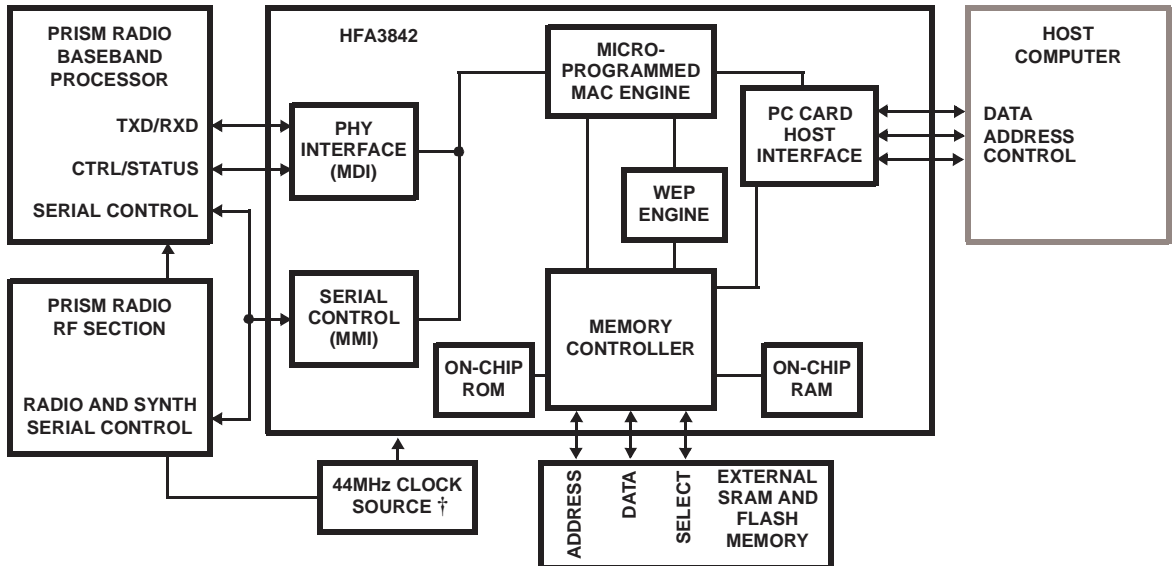 PRISM RADIO
BASEBAND
PROCESSOR
TXD/RXD
CTRL/STATUS
SERIAL CONTROL
PRISM RADIO
RF SECTION
RADIO AND SYNTH
SERIAL CONTROL
HFA3842
PHY
INTERFACE
(MDI)
SERIAL
CONTROL
(MMI)
MICRO-
PROGRAMMED
MAC ENGINE
WEP
ENGINE
PC CARD
HOST
INTERFACE
MEMORY
CONTROLLER
ON-CHIP
ROM
ON-CHIP
RAM
HOST
COMPUTER
DATA
ADDRESS
CONTROL
44MHz CLOCK
SOURCE †
ADDRESS
DATA
SELECT
EXTERNAL
SRAM AND
FLASH
MEMORY